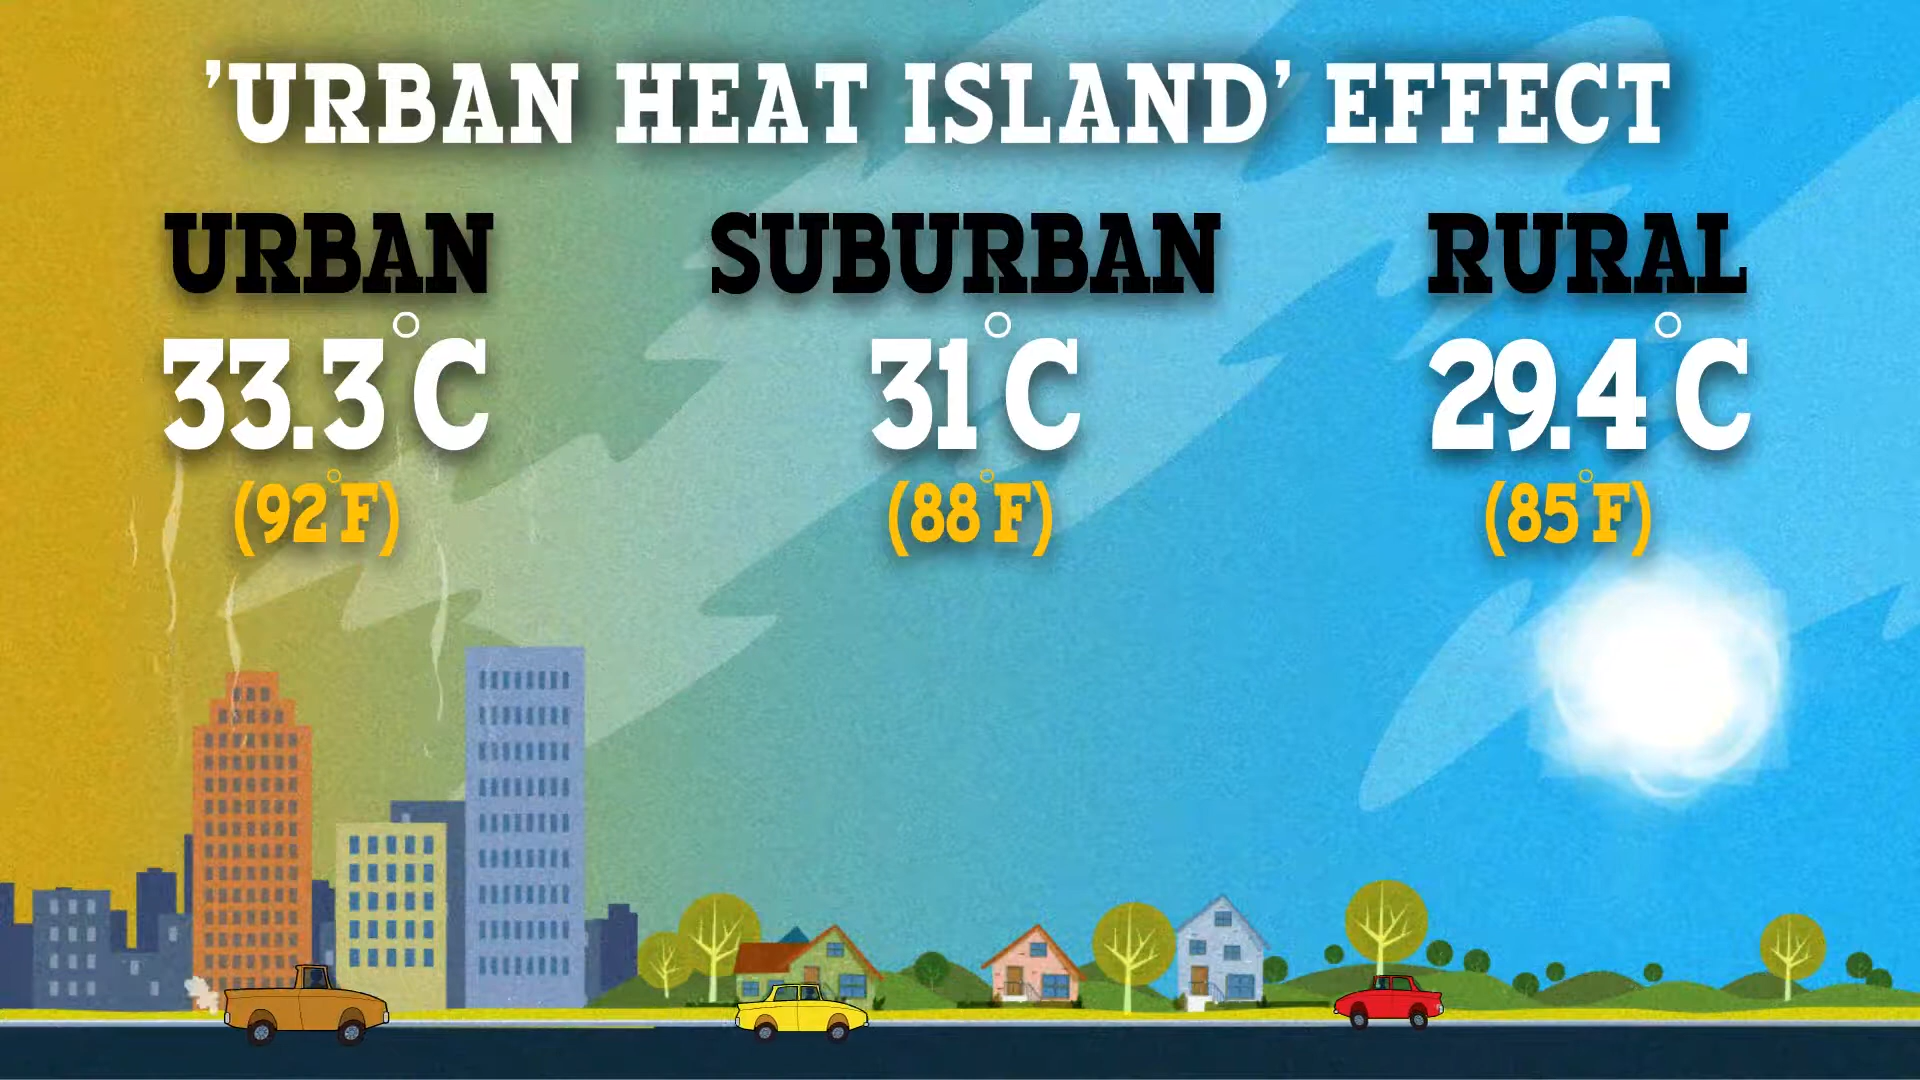 'URBAN HEAT ISLAND' EFFECT
URBAN SUBURBAN RURAL
33.3°C 31°C 29.4°C
(92°F) (88°F) (85°F)